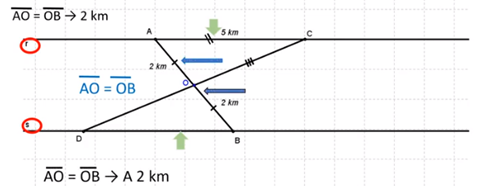 AO = OB → 2 km
A
5 km
C
r
2 km
AO = OB
O
2 km
s
D
B
AO = OB → A 2 km